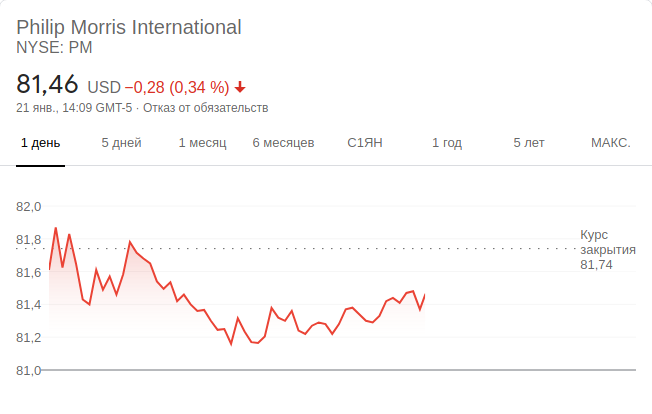 Philip Morris International
NYSE: PM
81,46 USD −0,28 (0,34 %)
21 янв., 14:09 GMT-5 · Отказ от обязательств
1 день 5 дней 1 месяц 6 месяцев С1ЯН 1 год 5 лет МАКС.
82,0
81,8
81,6
81,4
81,2
81,0
Курс
закрытия
81,74